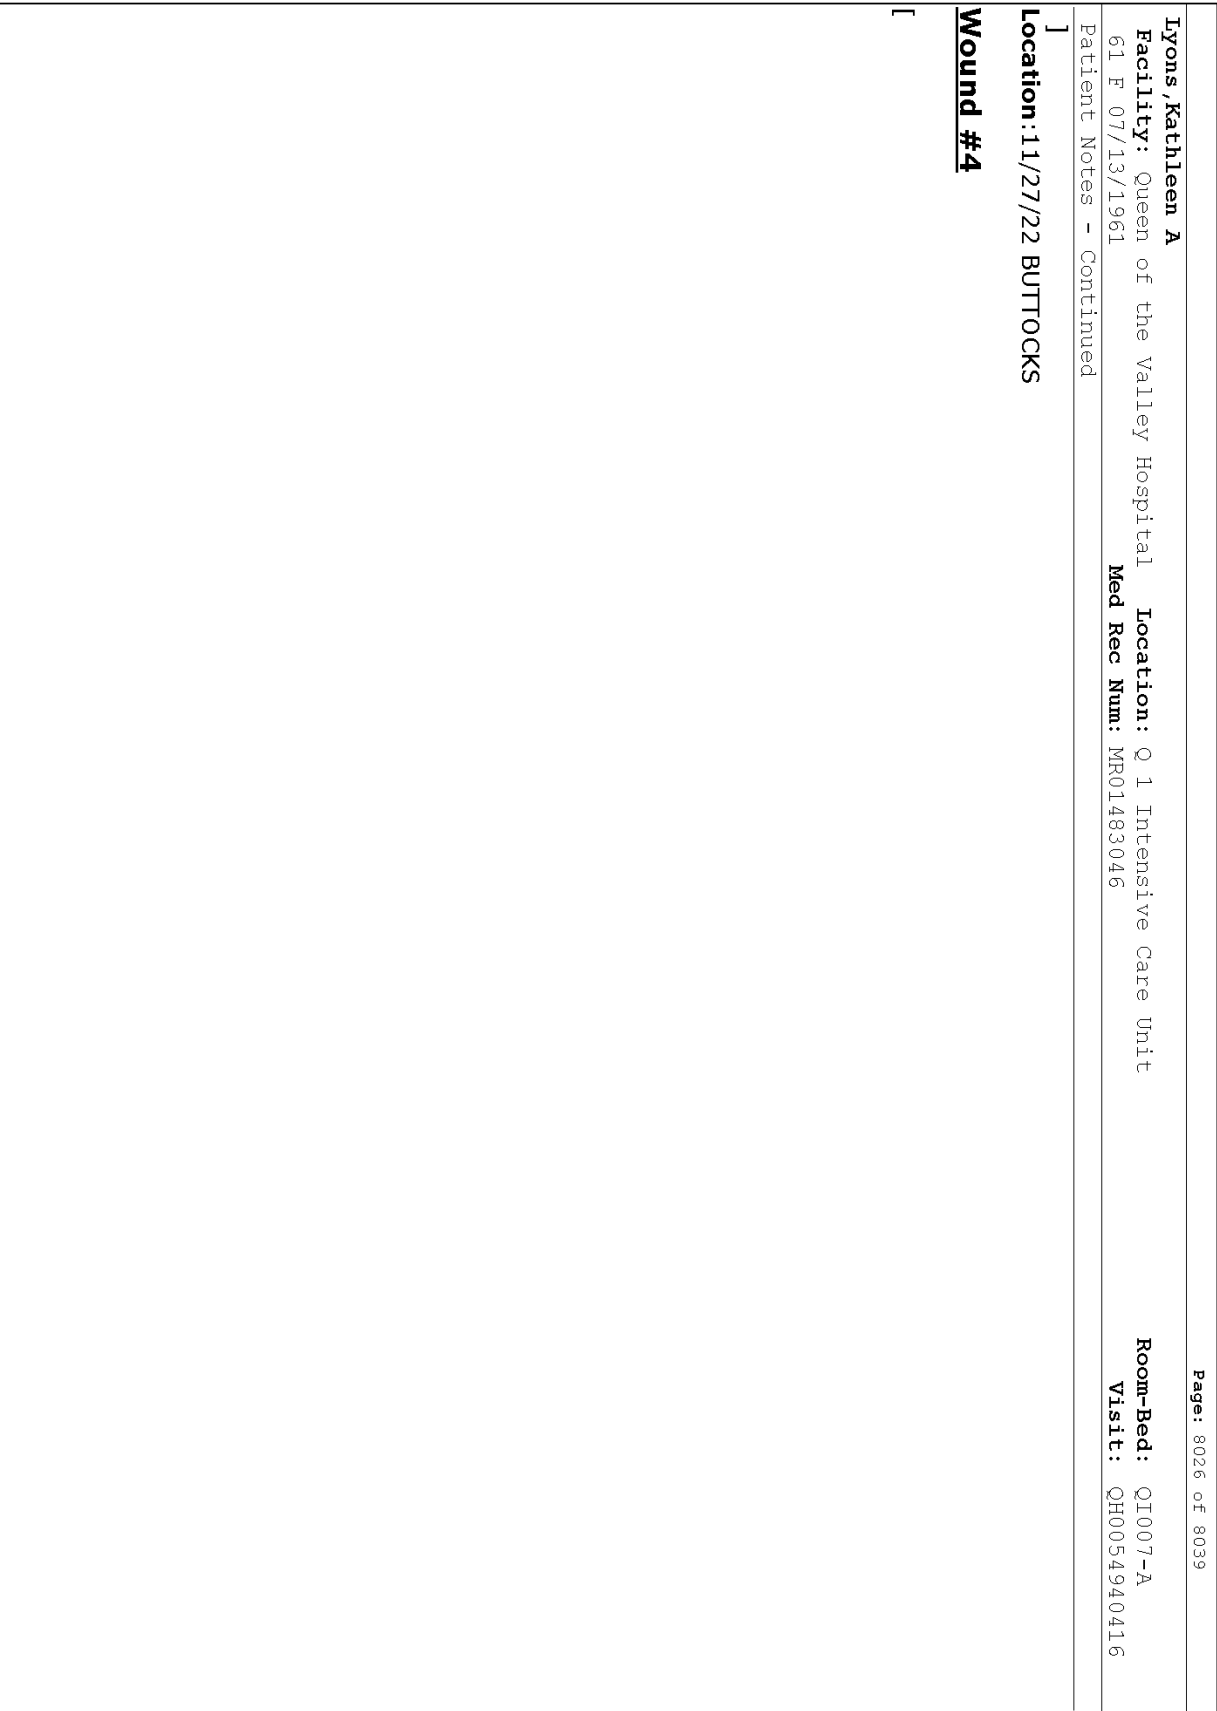 Page: 8026 of 8039
Lyons,Kathleen A
Facility: Queen of the Valley Hospital Location: Q 1 Intensive Care Unit Room-Bed: QI007-A
61 F 07/13/1961 Med Rec Num: MR01483046 Visit: QH0054940416
Patient Notes - Continued
]
Location:11/27/22 BUTTOCKS
Wound #4
[